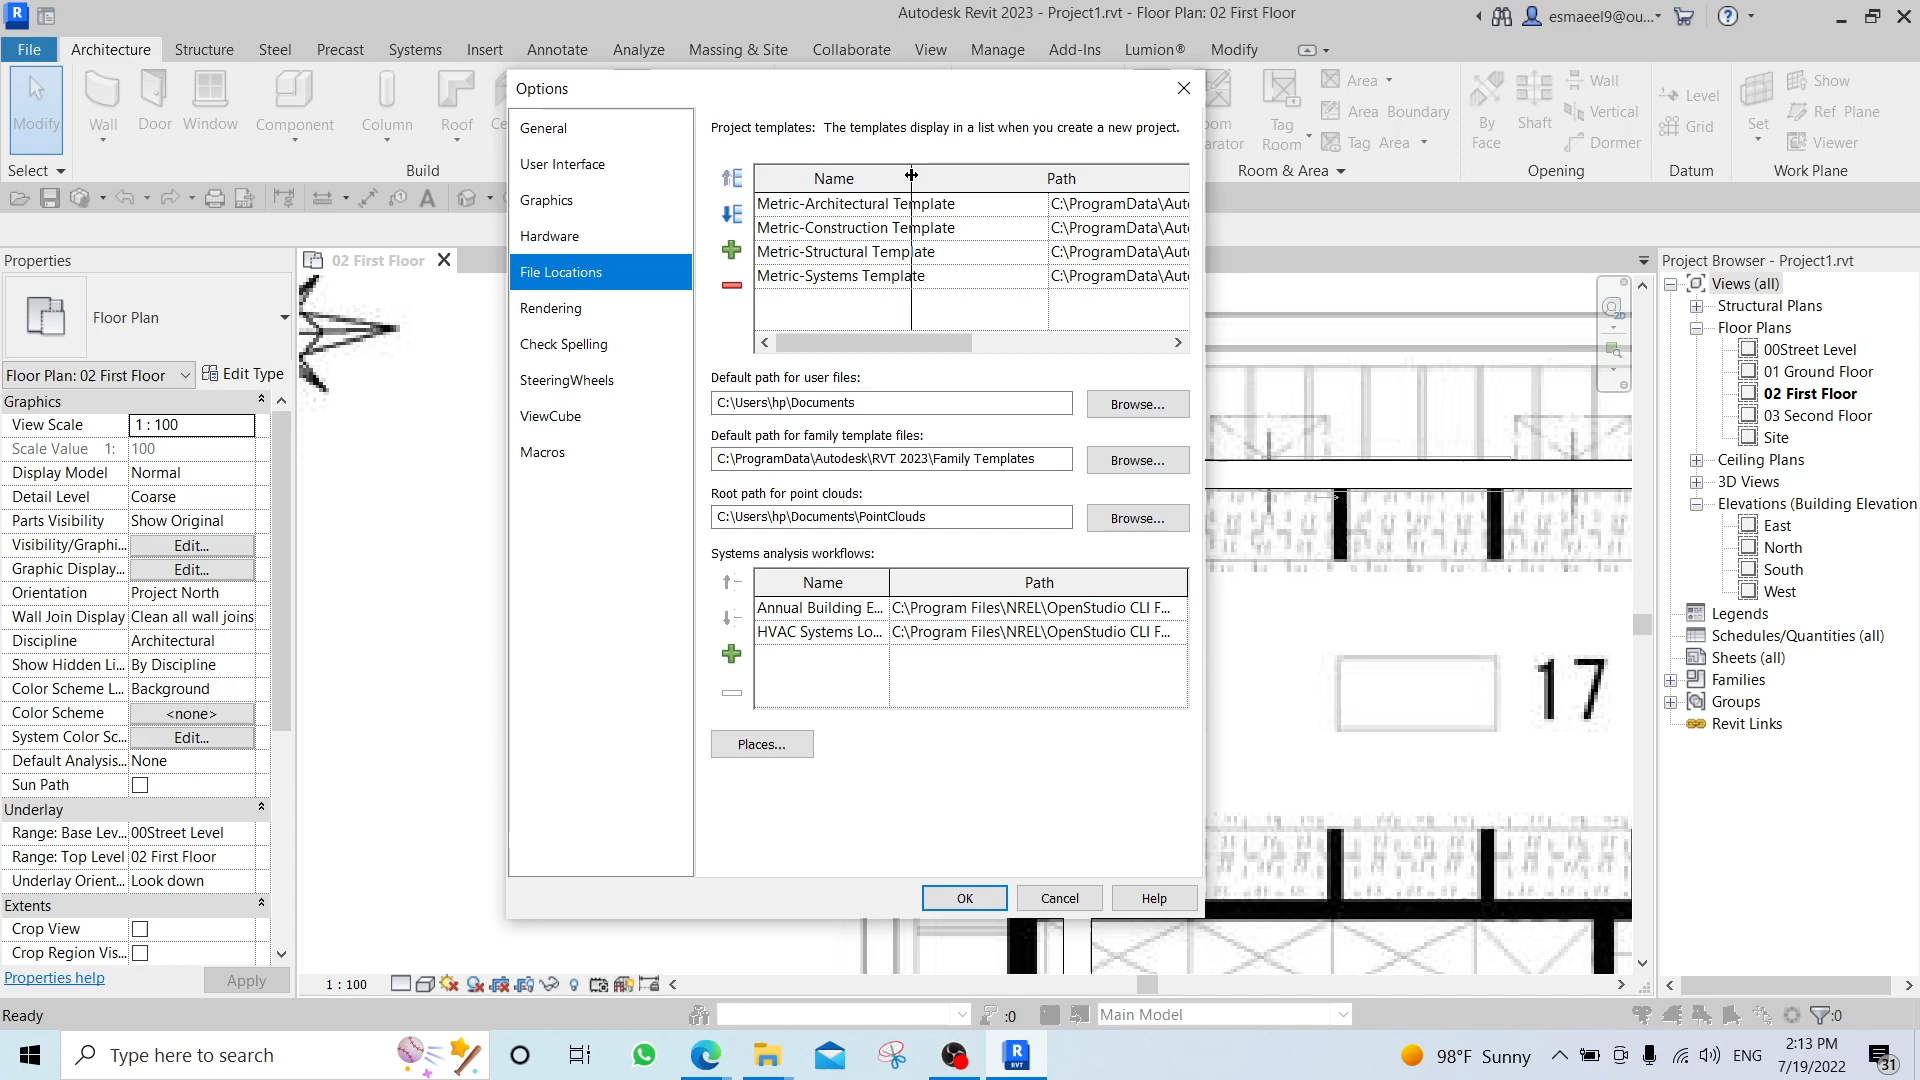 Autodesk Revit 2023 - Project1.rvt - Floor Plan: 02 First Floor
esmaeel9@ou...
File Architecture Structure Steel Precast Systems Insert Annotate Analyze Massing & Site Collaborate View Manage Add-Ins Lumion® Modify
Modify
Wall
Door
Window
Component
Column
Roof
Tag
Room
Area
Area Boundary
Tag Area
By
Face
Shaft
Wall
Vertical
Dormer
Level
Grid
Set
Show
Ref Plane
Viewer
Select
Build
Room & Area
Opening
Datum
Work Plane
Properties
Floor Plan
Floor Plan: 02 First Floor
Edit Type
Graphics
View Scale 1 : 100
Scale Value 1: 100
Display Model Normal
Detail Level Coarse
Parts Visibility Show Original
Visibility/Graphi... Edit...
Graphic Display... Edit...
Orientation Project North
Wall Join Display Clean all wall joins
Discipline Architectural
Show Hidden Li... By Discipline
Color Scheme L... Background
Color Scheme <none>
System Color Sc... Edit...
Default Analysis... None
Sun Path
Underlay
Range: Base Lev... 00Street Level
Range: Top Level 02 First Floor
Underlay Orient... Look down
Extents
Crop View
Crop Region Vis...
Properties help
Apply
02 First Floor
Options
General
User Interface
Graphics
Hardware
File Locations
Rendering
Check Spelling
SteeringWheels
ViewCube
Macros
Project templates: The templates display in a list when you create a new project.
Name Path
Metric-Architectural Template C:\ProgramData\Aut
Metric-Construction Template C:\ProgramData\Aut
Metric-Structural Template C:\ProgramData\Aut
Metric-Systems Template C:\ProgramData\Aut
Default path for user files:
C:\Users\hp\Documents
Browse...
Default path for family template files:
C:\ProgramData\Autodesk\RVT 2023\Family Templates
Browse...
Root path for point clouds:
C:\Users\hp\Documents\PointClouds
Browse...
Systems analysis workflows:
Name Path
Annual Building E... C:\Program Files\NREL\OpenStudio CLI F...
HVAC Systems Lo... C:\Program Files\NREL\OpenStudio CLI F...
Places...
OK
Cancel
Help
17
2D
Project Browser - Project1.rvt
Views (all)
Structural Plans
Floor Plans
00Street Level
01 Ground Floor
02 First Floor
03 Second Floor
Site
Ceiling Plans
3D Views
Elevations (Building Elevation
East
North
South
West
Legends
Schedules/Quantities (all)
Sheets (all)
Families
Groups
Revit Links
1 : 100
Ready
:0
Main Model
:0
Type here to search
98°F Sunny
ENG
2:13 PM
7/19/2022
31